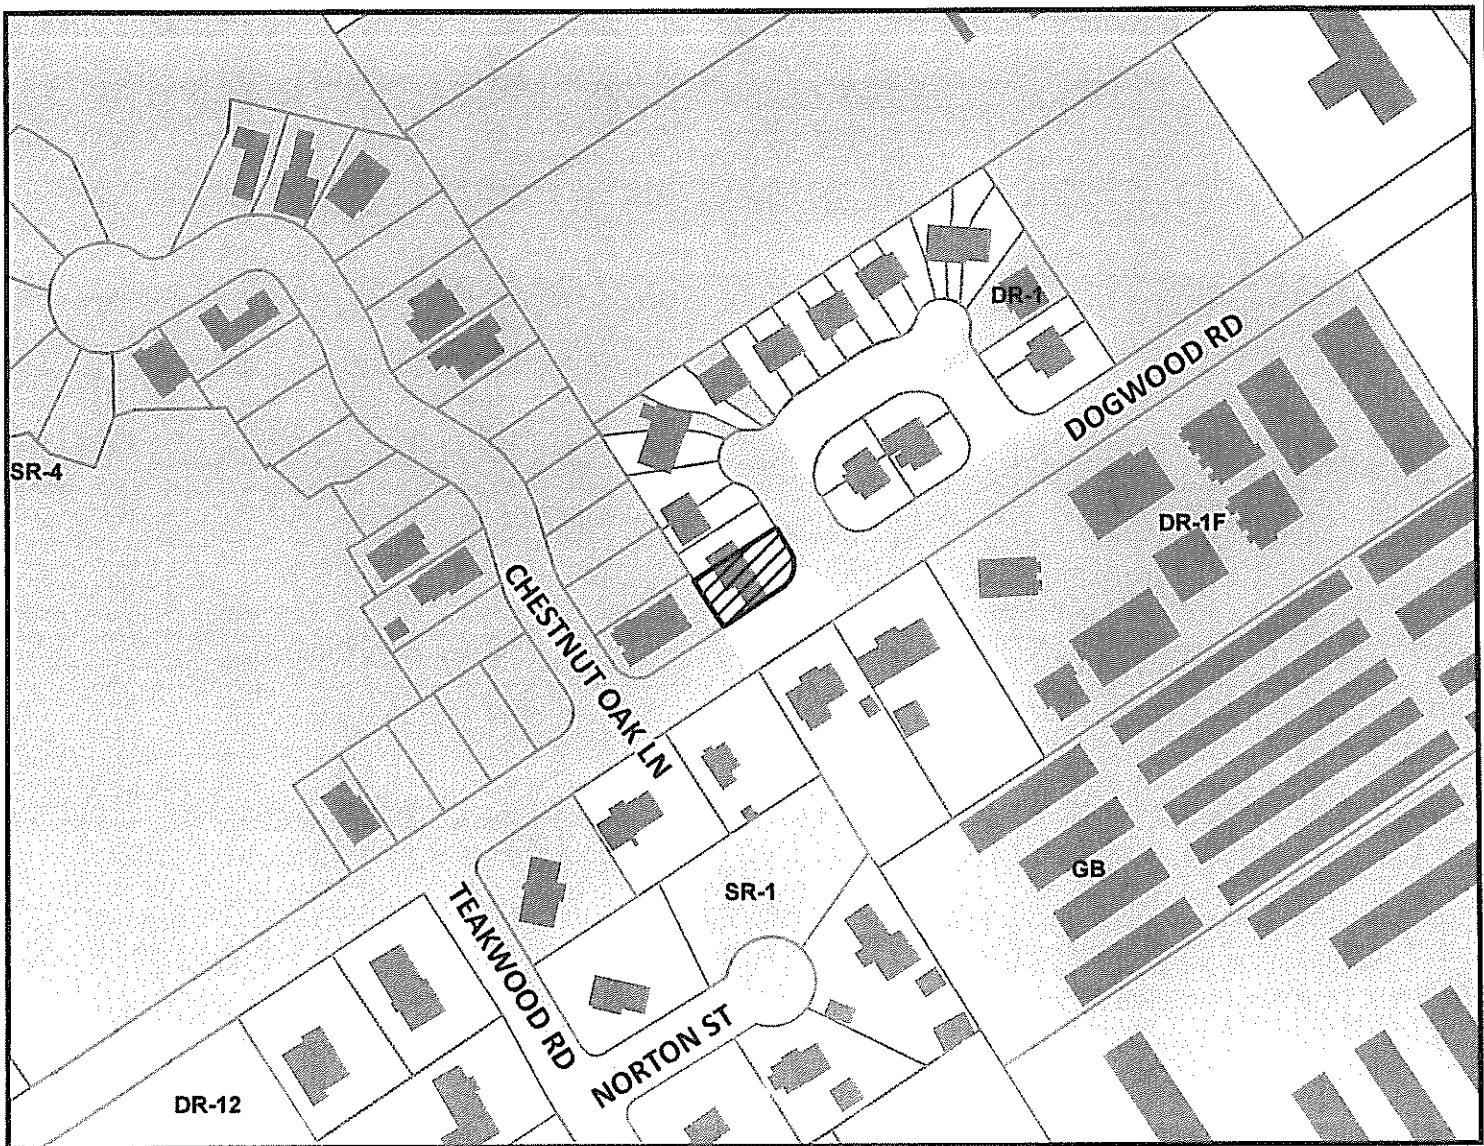 DR-1
DOGWOOD RD
SR-4
DR-1F
CHESTNUT OAK LN
GB
SR-1
TEAKWOOD RD
NORTON ST
DR-12